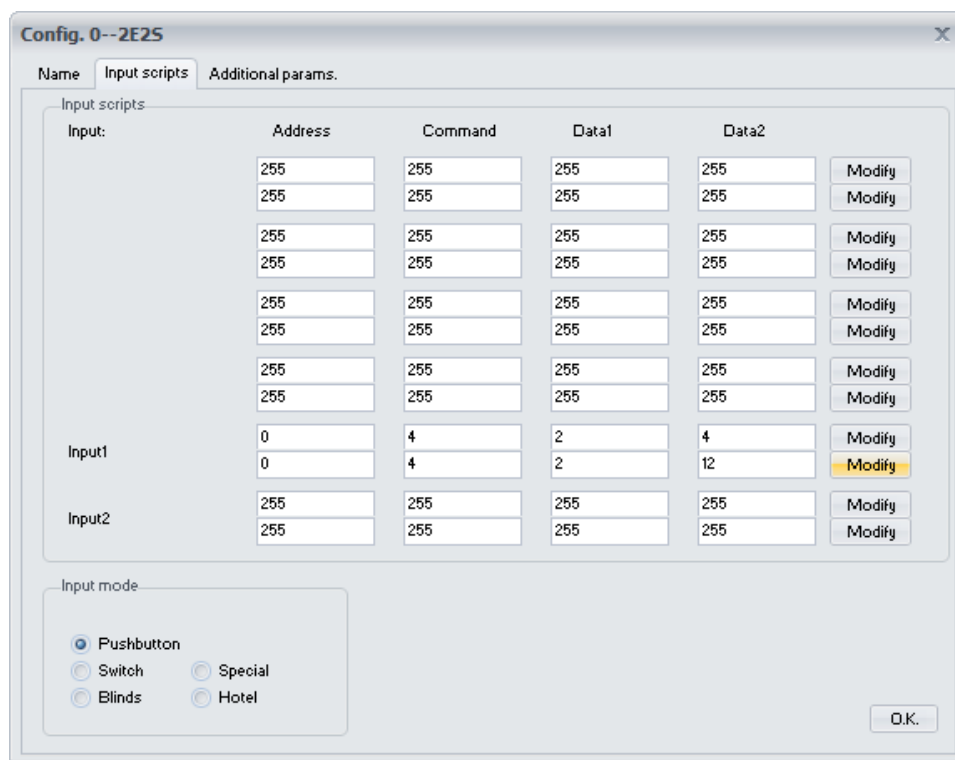 Config. 0--2E2S
Name Input scripts Additional params.
Input scripts
Input: Address Command Data1 Data2
255 255 255 255 Modify
255 255 255 255 Modify
255 255 255 255 Modify
255 255 255 255 Modify
255 255 255 255 Modify
255 255 255 255 Modify
255 255 255 255 Modify
255 255 255 255 Modify
Input1
0 4 2 4 Modify
0 4 2 12 Modify
Input2
255 255 255 255 Modify
255 255 255 255 Modify
Input mode
Pushbutton
Switch Special
Blinds Hotel
O.K.